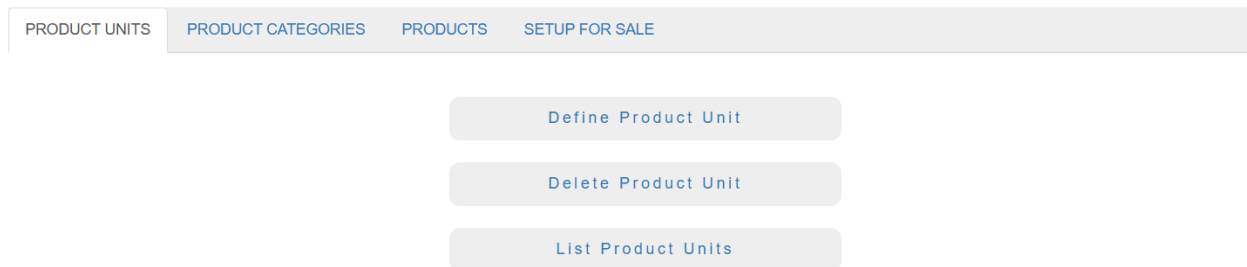 PRODUCT UNITS PRODUCT CATEGORIES PRODUCTS SETUP FOR SALE
Define Product Unit
Delete Product Unit
List Product Units